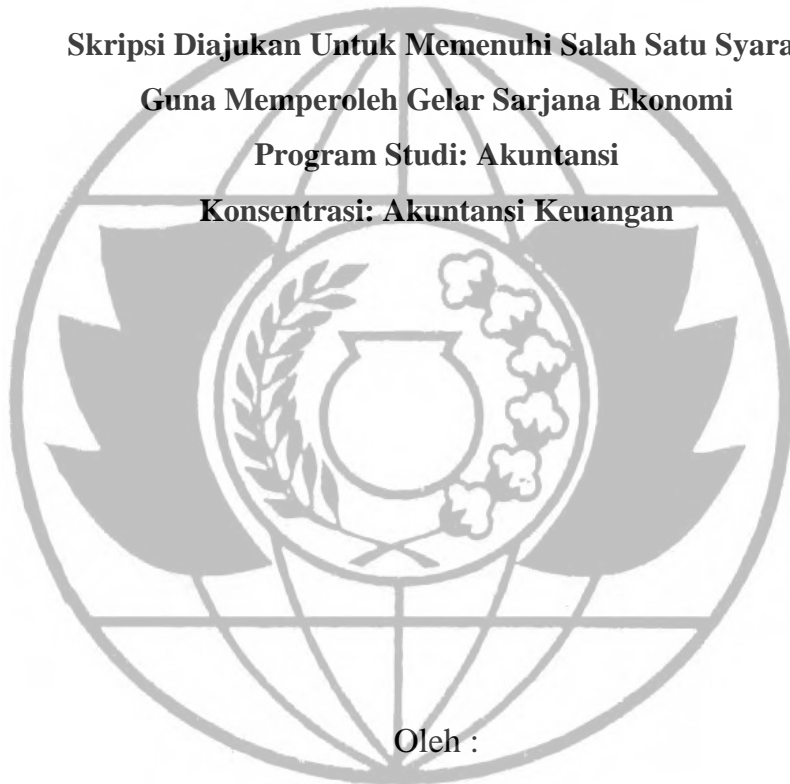 Skripsi Diajukan Untuk Memenuhi Salah Satu Syara
Guna Memperoleh Gelar Sarjana Ekonomi
Program Studi: Akuntansi
Konsentrasi: Akuntansi Keuangan
Oleh :